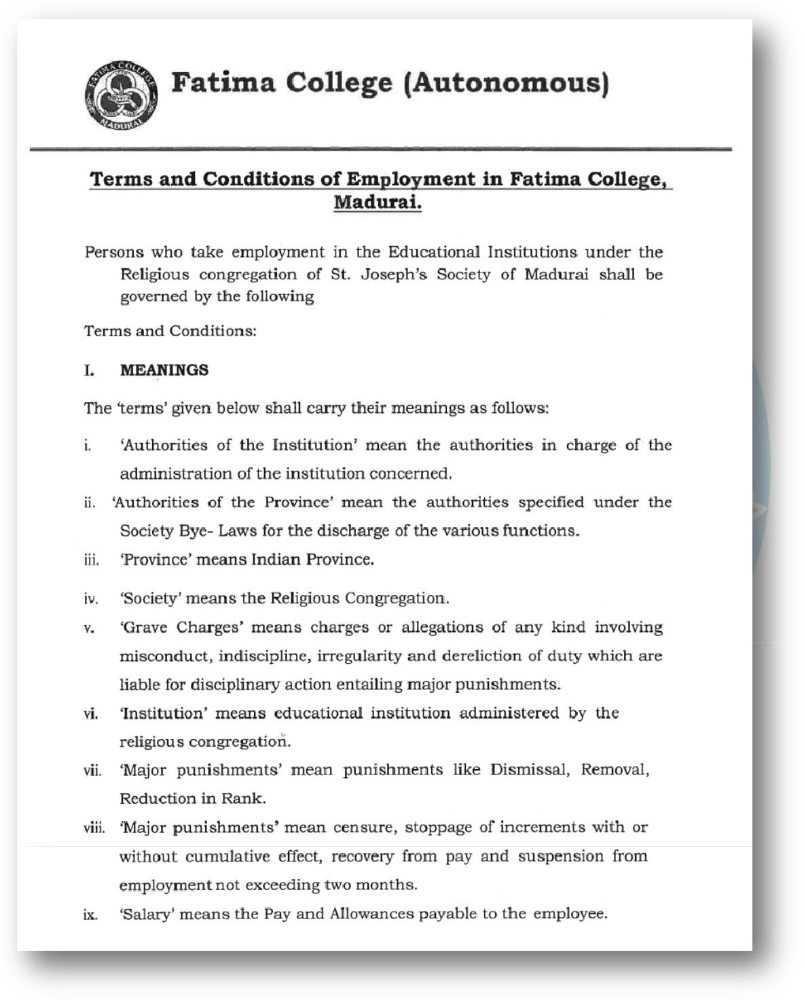 FATIMA COLLEGE
MADURAI
Fatima College (Autonomous)
Terms and Conditions of Employment in Fatima College,
Madurai.
Persons who take employment in the Educational Institutions under the
Religious congregation of St. Joseph's Society of Madurai shall be
governed by the following
Terms and Conditions:
I. MEANINGS
The 'terms' given below shall carry their meanings as follows:
i. 'Authorities of the Institution' mean the authorities in charge of the
administration of the institution concerned.
ii. 'Authorities of the Province' mean the authorities specified under the
Society Bye- Laws for the discharge of the various functions.
iii. 'Province' means Indian Province.
iv. 'Society' means the Religious Congregation.
v. 'Grave Charges' means charges or allegations of any kind involving
misconduct, indiscipline, irregularity and dereliction of duty which are
liable for disciplinary action entailing major punishments.
vi. 'Institution' means educational institution administered by the
religious congregation.
vii. 'Major punishments' mean punishments like Dismissal, Removal,
Reduction in Rank.
viii. 'Major punishments' mean censure, stoppage of increments with or
without cumulative effect, recovery from pay and suspension from
employment not exceeding two months.
ix. 'Salary' means the Pay and Allowances payable to the employee.